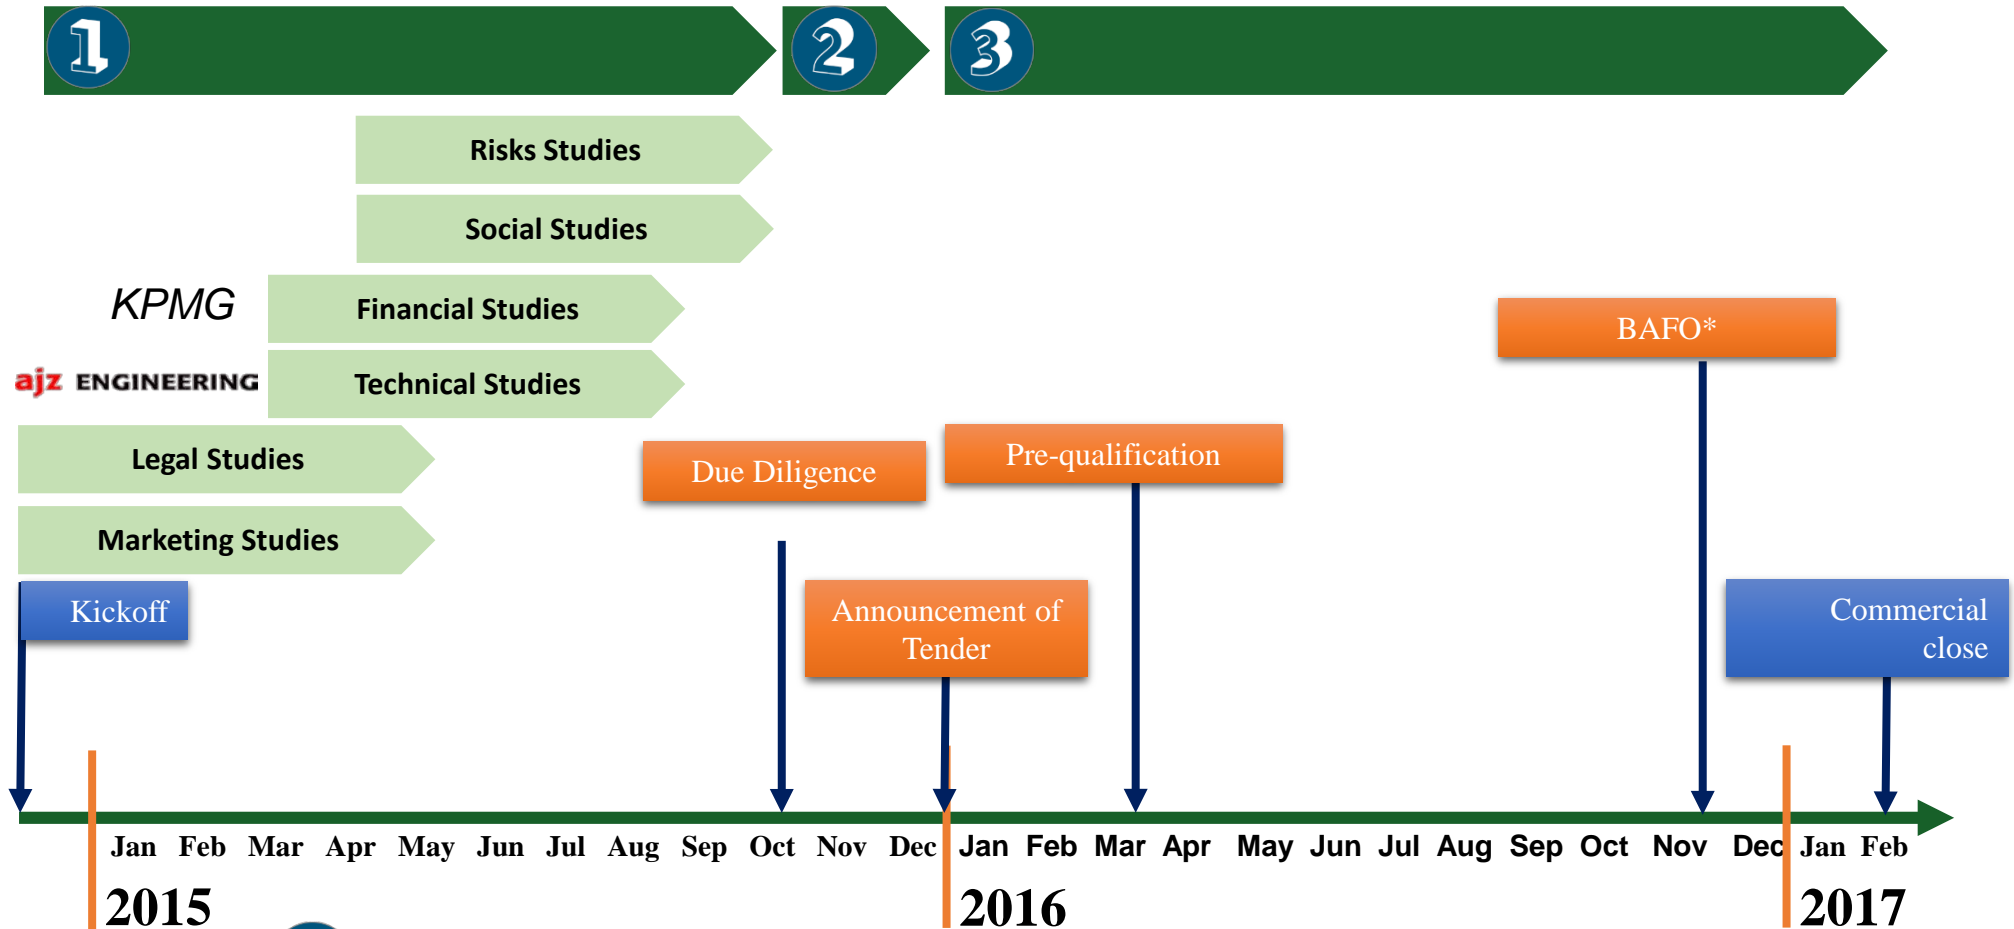 1
2
3
Risks Studies
Social Studies
KPMG
Financial Studies
ajz ENGINEERING
Technical Studies
Legal Studies
Marketing Studies
Due Diligence
Pre-qualification
BAFO*
Kickoff
Announcement of
Tender
Commercial
close
Jan Feb Mar Apr May Jun Jul Aug Sep Oct Nov Dec Jan Feb Mar Apr May Jun Jul Aug Sep Oct Nov Dec Jan Feb
2015
2016
2017